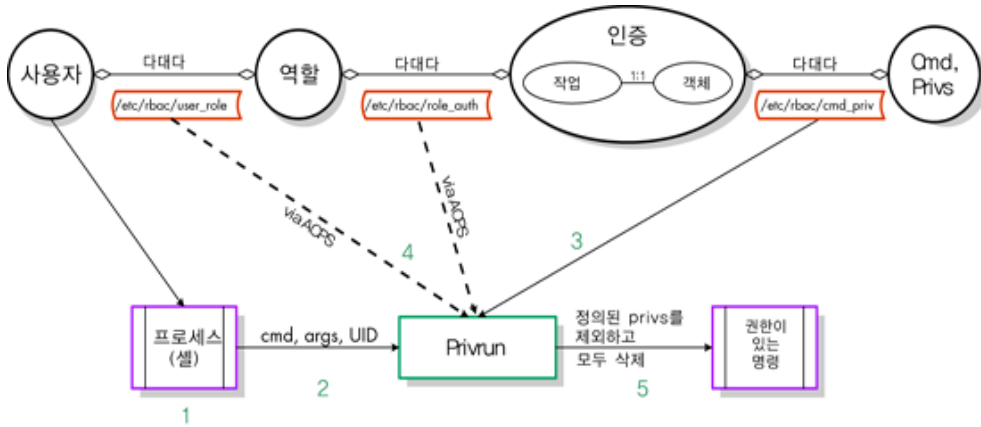 사용자
다대다
/etc/rbac/user_role
역할
다대다
/etc/rbac/role_auth
인증
작업
1:1
객체
다대다
/etc/rbac/cmd_priv
Cmd,
Privs
via ACPS
via ACPS
4
3
프로세스
(셸)
1
cmd, args, UID
2
Privrun
정의된 privs를
제외하고
모두 삭제
5
권한이
있는
명령